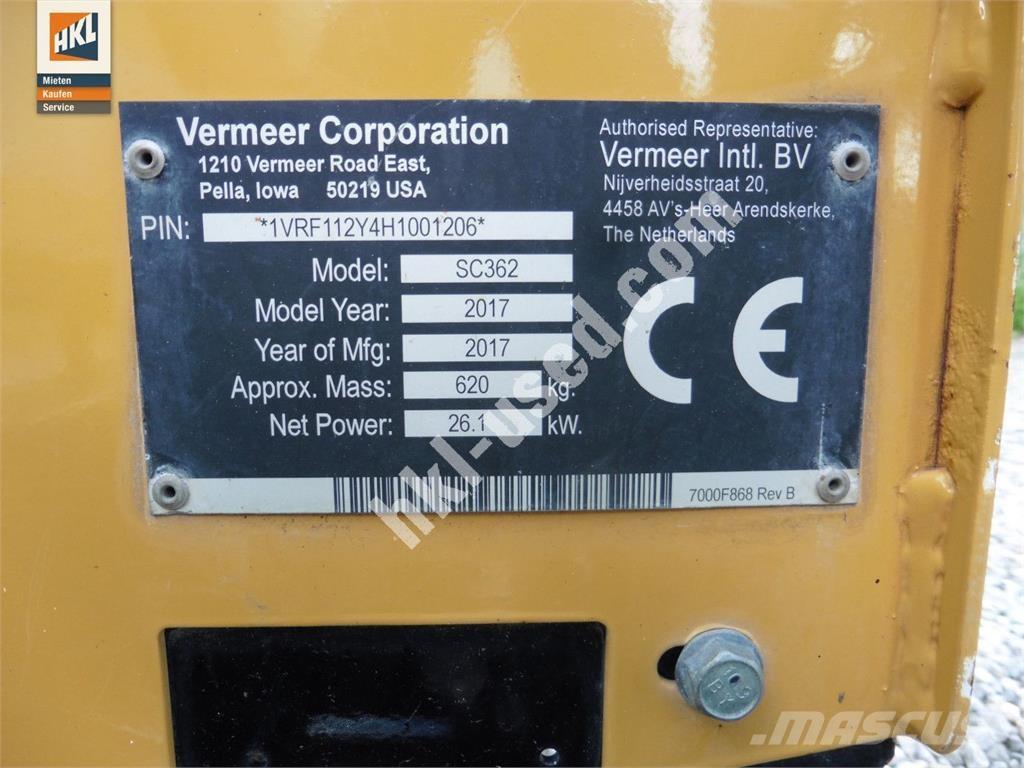 HKL
Mieten
Kaufen
Service
Vermeer Corporation
1210 Vermeer Road East,
Pella, Iowa 50219 USA
Authorised Representative:
Vermeer Intl. BV
Nijverheidsstraat 20,
4458 AV's-Heer Arendskerke,
The Netherlands
PIN: *1VRF112Y4H1001206*
Model: SC362
Model Year: 2017
Year of Mfg: 2017
Approx. Mass: 620 kg.
Net Power: 26.1 kW.
CE
7000F868 Rev B
hkl-used.com
MASCUS